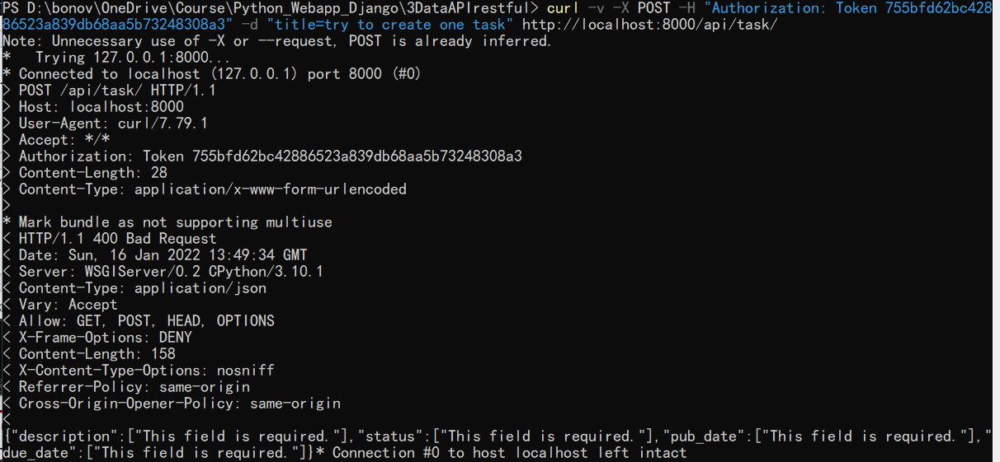 PS D:\bonov\OneDrive\Course\Python_Webapp_Django\3DataAPIrestful> curl -v -X POST -H "Authorization: Token 755bfd62bc428
86523a839db68aa5b73248308a3" -d "title=try to create one task" http://localhost:8000/api/task/
Note: Unnecessary use of -X or --request, POST is already inferred.
*   Trying 127.0.0.1:8000...
* Connected to localhost (127.0.0.1) port 8000 (#0)
> POST /api/task/ HTTP/1.1
> Host: localhost:8000
> User-Agent: curl/7.79.1
> Accept: */*
> Authorization: Token 755bfd62bc42886523a839db68aa5b73248308a3
> Content-Length: 28
> Content-Type: application/x-www-form-urlencoded
>
* Mark bundle as not supporting multiuse
< HTTP/1.1 400 Bad Request
< Date: Sun, 16 Jan 2022 13:49:34 GMT
< Server: WSGIServer/0.2 CPython/3.10.1
< Content-Type: application/json
< Vary: Accept
< Allow: GET, POST, HEAD, OPTIONS
< X-Frame-Options: DENY
< Content-Length: 158
< X-Content-Type-Options: nosniff
< Referrer-Policy: same-origin
< Cross-Origin-Opener-Policy: same-origin
<
{"description":["This field is required."],"status":["This field is required."],"pub_date":["This field is required."],"
due_date":["This field is required."]}* Connection #0 to host localhost left intact